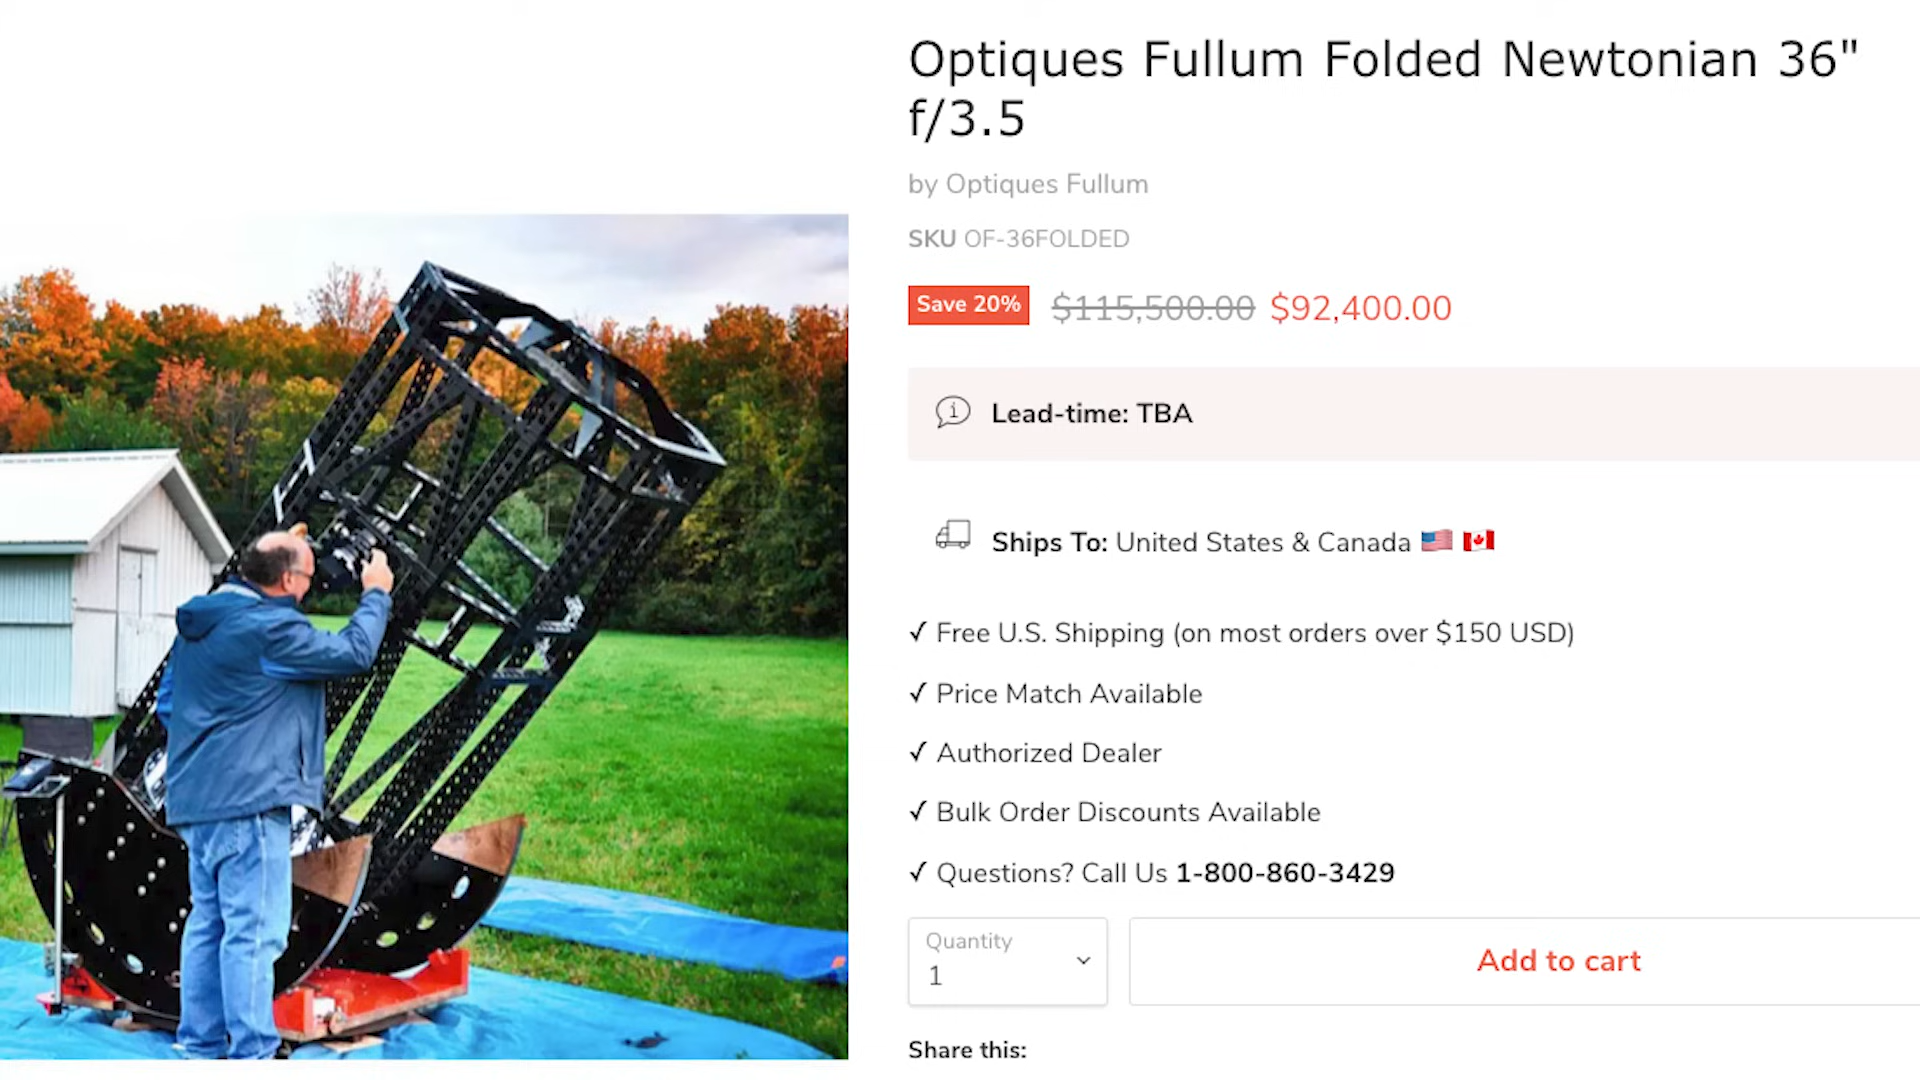 Optiques Fullum Folded Newtonian 36"
f/3.5
by Optiques Fullum
SKU OF-36FOLDED
Save 20% $115,500.00 $92,400.00
Lead-time: TBA
Ships To: United States & Canada 🇺🇸 🇨🇦
✓ Free U.S. Shipping (on most orders over $150 USD)
✓ Price Match Available
✓ Authorized Dealer
✓ Bulk Order Discounts Available
✓ Questions? Call Us 1-800-860-3429
Quantity
1
Add to cart
Share this: